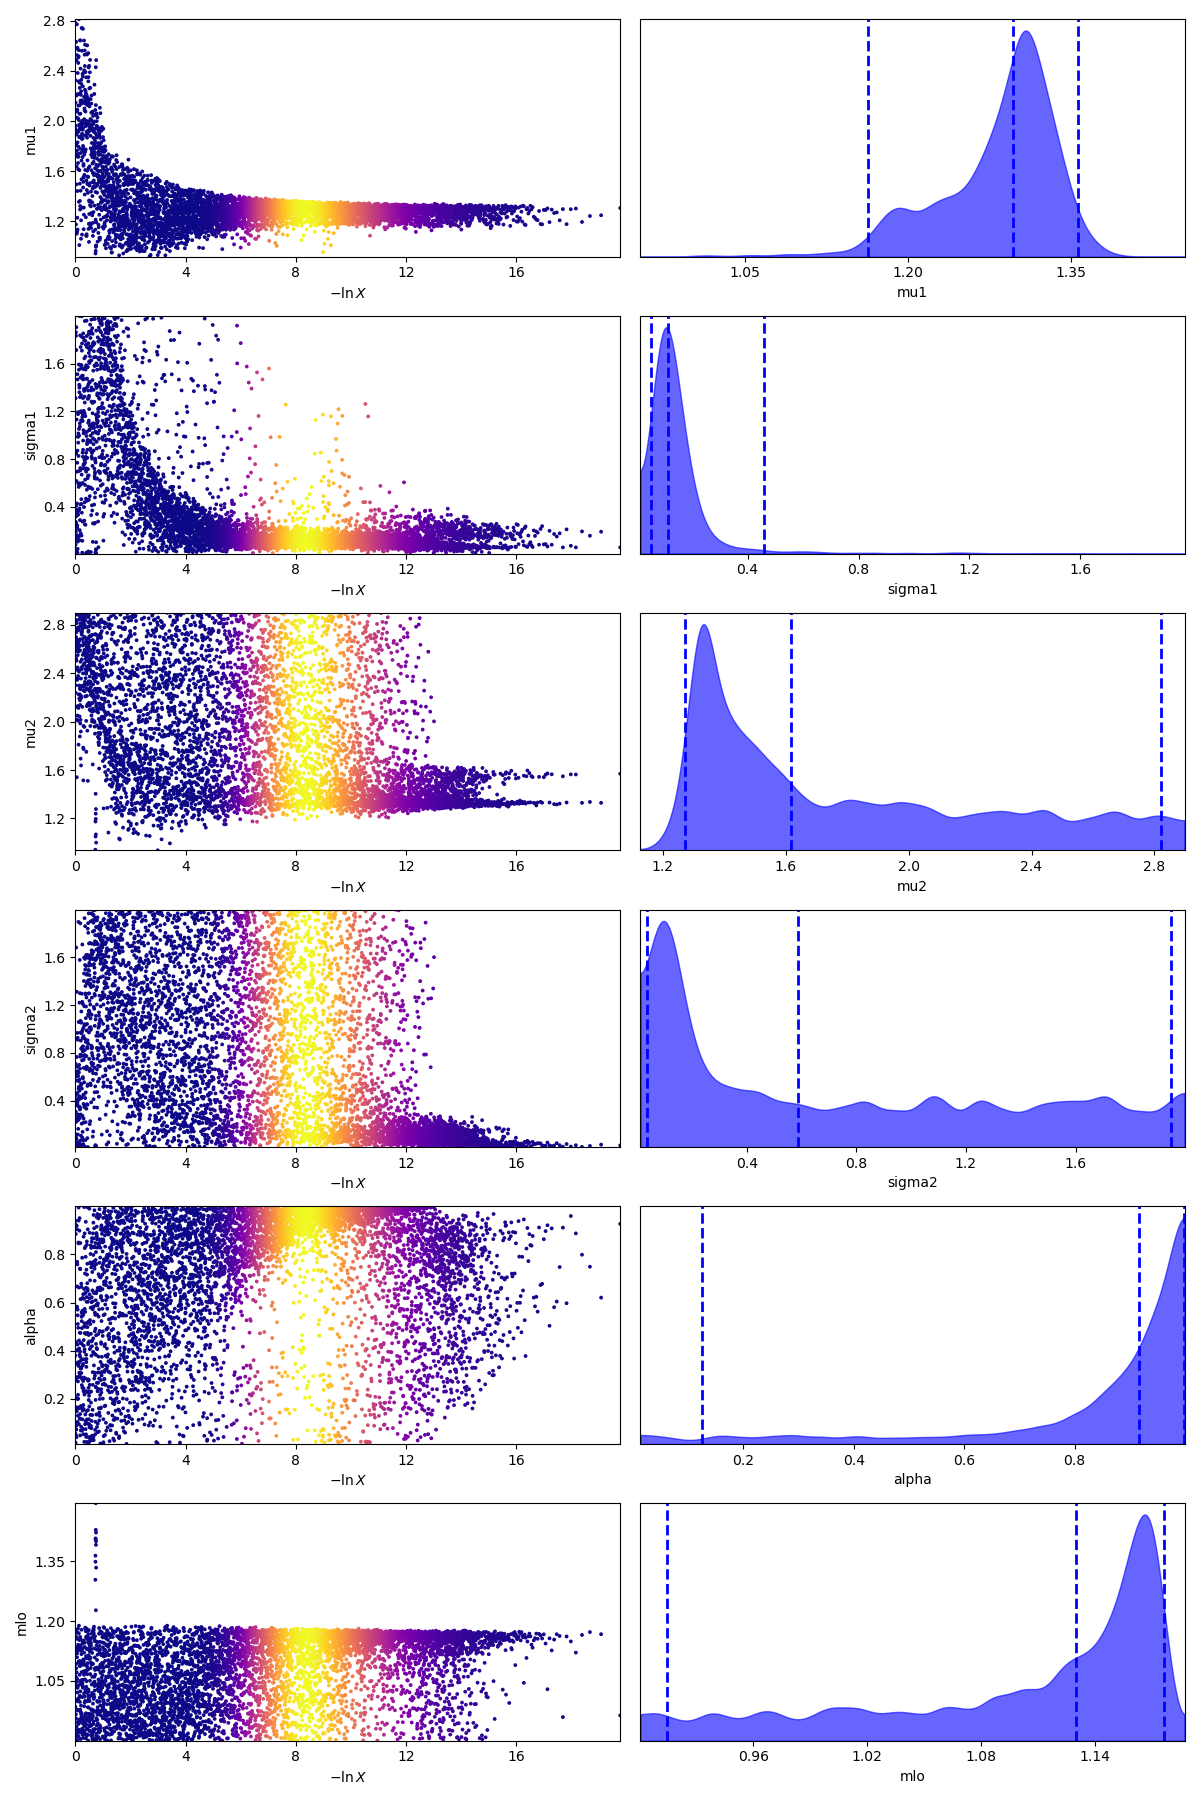 2.8
2.4
2.0
1.6
1.2
mu1
0 4 8 12 16
−ln X
1.05 1.20 1.35
mu1
1.6
1.2
0.8
0.4
sigma1
0 4 8 12 16
−ln X
0.4 0.8 1.2 1.6
sigma1
2.8
2.4
2.0
1.6
1.2
mu2
0 4 8 12 16
−ln X
1.2 1.6 2.0 2.4 2.8
mu2
1.6
1.2
0.8
0.4
sigma2
0 4 8 12 16
−ln X
0.4 0.8 1.2 1.6
sigma2
0.8
0.6
0.4
0.2
alpha
0 4 8 12 16
−ln X
0.2 0.4 0.6 0.8
alpha
1.35
1.20
1.05
mlo
0 4 8 12 16
−ln X
0.96 1.02 1.08 1.14
mlo